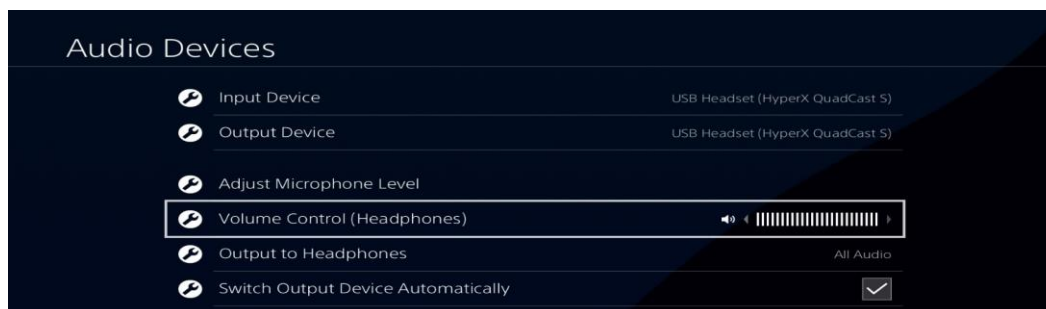 Audio Devices
Input Device USB Headset (HyperX QuadCast S)
Output Device USB Headset (HyperX QuadCast S)
Adjust Microphone Level
Volume Control (Headphones)
Output to Headphones All Audio
Switch Output Device Automatically